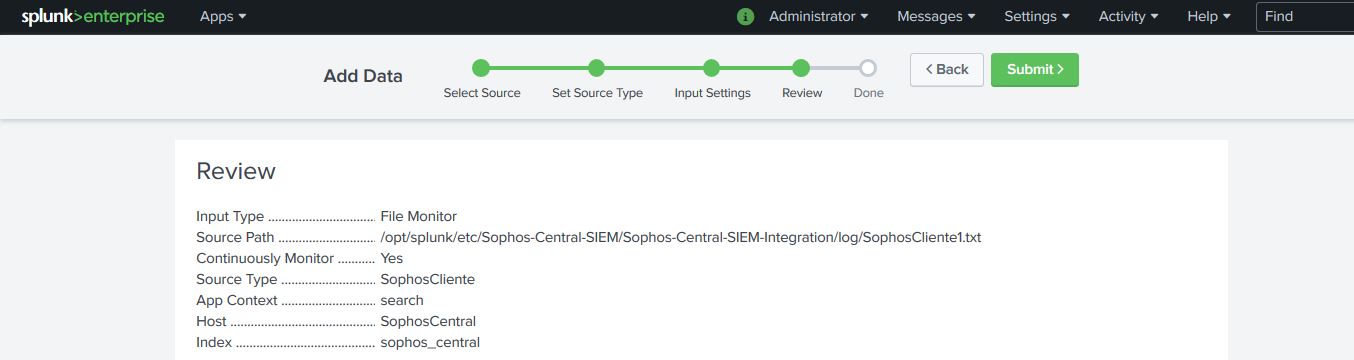 splunk>enterprise Apps Administrator Messages Settings Activity Help Find
Add Data Select Source Set Source Type Input Settings Review Done < Back Submit >
Review
Input Type ................................ File Monitor
Source Path ............................. /opt/splunk/etc/Sophos-Central-SIEM/Sophos-Central-SIEM-Integration/log/SophosCliente1.txt
Continuously Monitor ........... Yes
Source Type ............................ SophosCliente
App Context ............................ search
Host ........................................... SophosCentral
Index ......................................... sophos_central